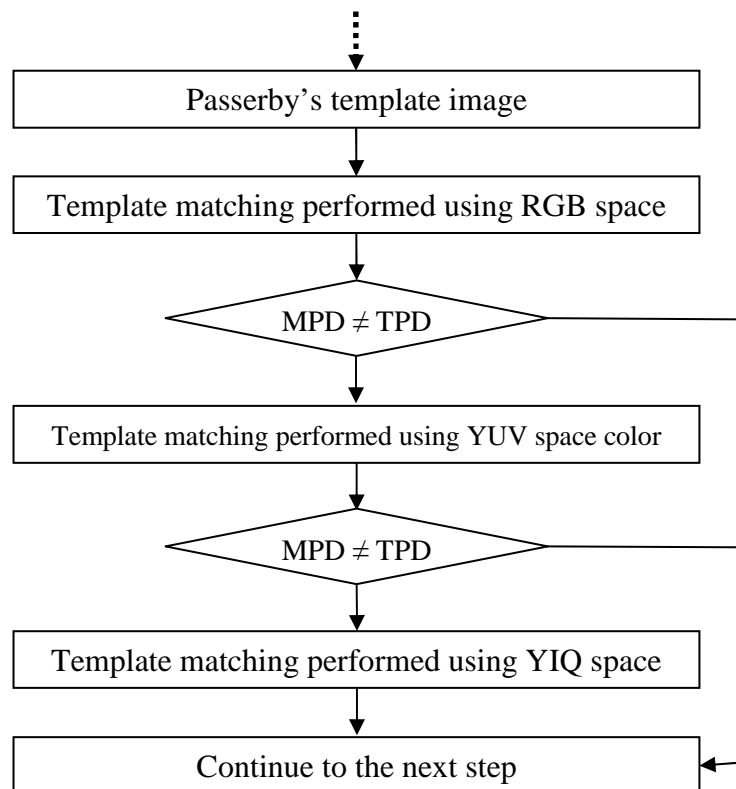 Passerby’s template image
Template matching performed using RGB space
MPD ≠ TPD
Template matching performed using YUV space color
MPD ≠ TPD
Template matching performed using YIQ space
Continue to the next step